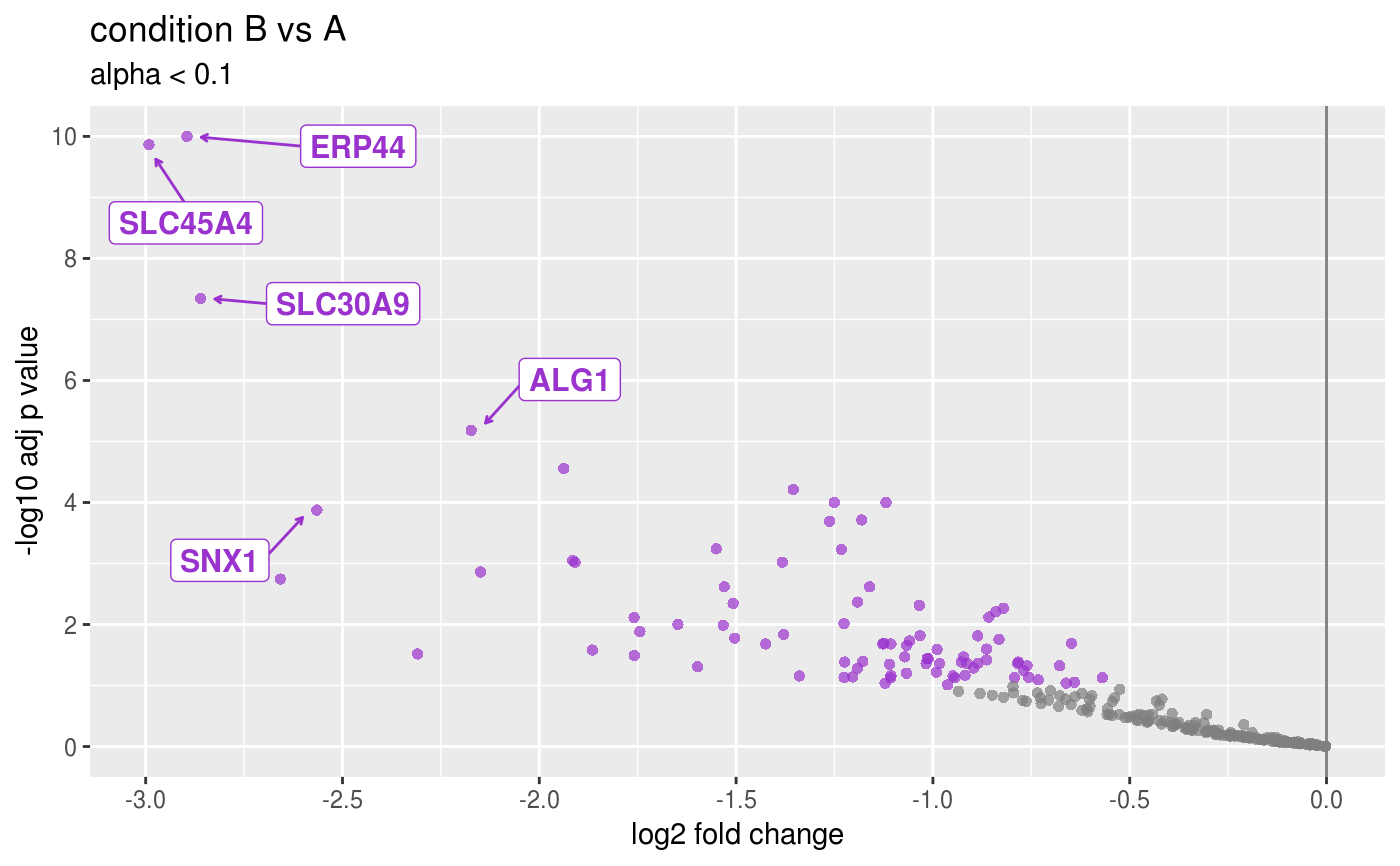 condition B vs A
alpha < 0.1
-log10 adj p value
10
8
6
4
2
0
ERP44
SLC45A4
SLC30A9
ALG1
SNX1
-3.0
-2.5
-2.0
-1.5
-1.0
-0.5
0.0
log2 fold change